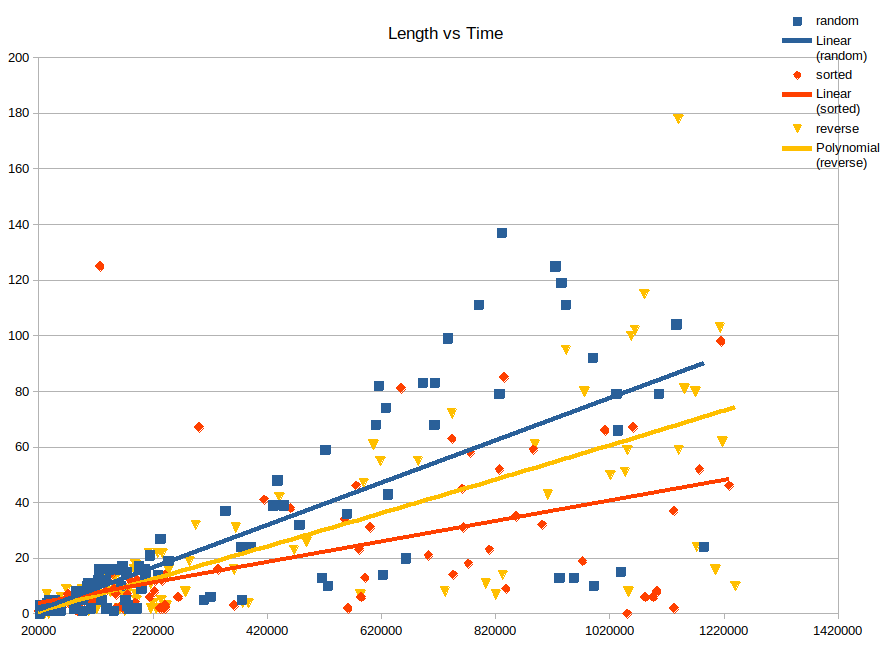 Length vs Time
random
Linear
(random)
sorted
Linear
(sorted)
reverse
Polynomial
(reverse)
200
180
160
140
120
100
80
60
40
20
0
20000 220000 420000 620000 820000 1020000 1220000 1420000